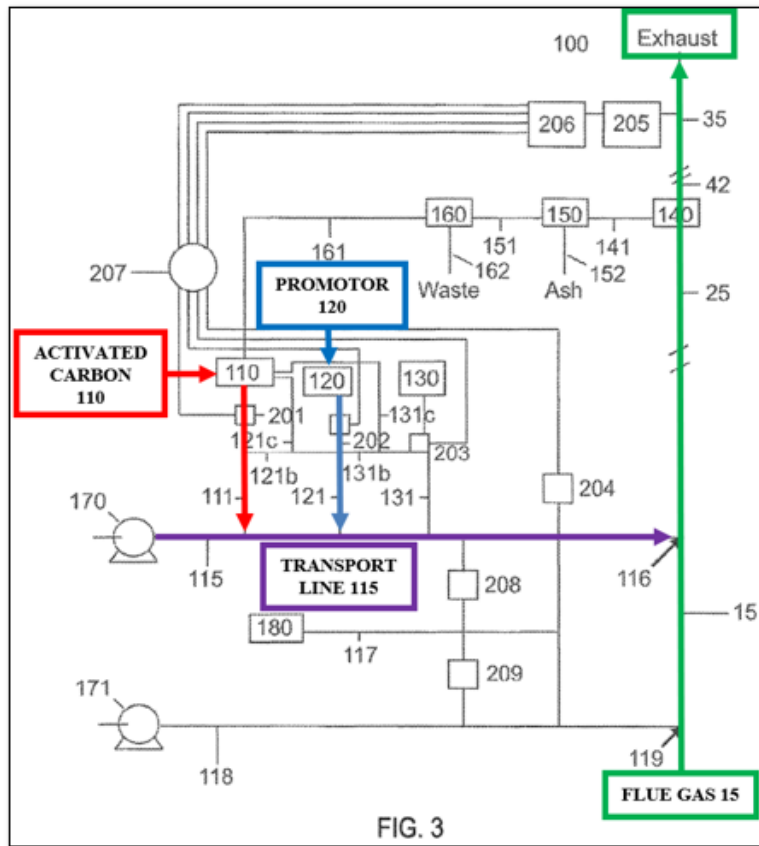 100
Exhaust
206
205
35
42
160
150
140
161
151
141
162
152
207
Waste
Ash
25
PROMOTOR
120
ACTIVATED
CARBON
110
110
120
130
201
131c
121c
202
203
121b
131b
204
111
121
131
170
115
TRANSPORT
LINE 115
116
208
180
15
117
209
171
118
119
FLUE GAS 15
FIG. 3